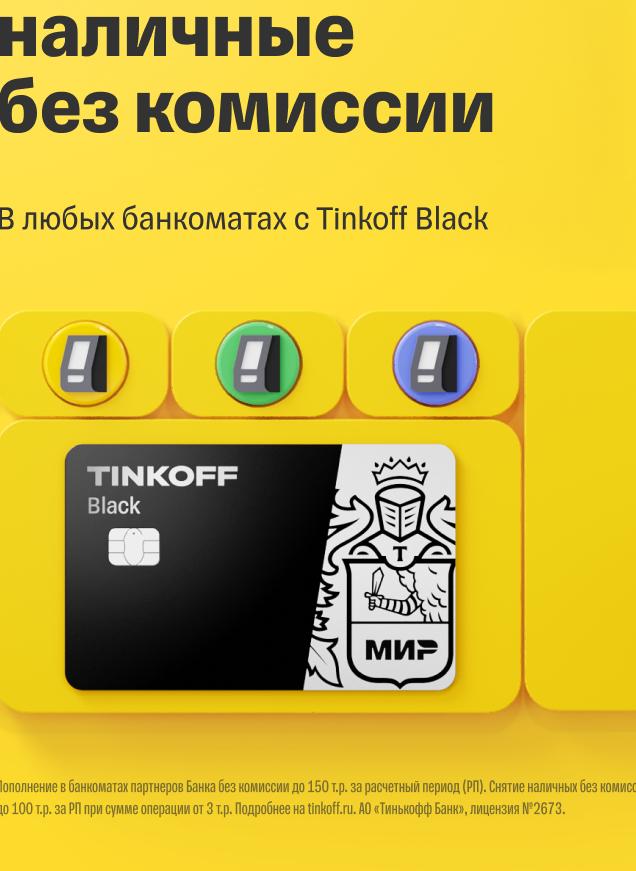 наличные
без комиссии
В любых банкоматах с Tinkoff Black
TINKOFF
Black
T
МИР
Пополнение в банкоматах партнеров Банка без комиссии до 150 т.р. за расчетный период (РП). Снятие наличных без комисс
до 100 т.р. за РП при сумме операции от 3 т.р. Подробнее на tinkoff.ru. АО «Тинькофф Банк», лицензия №2673.